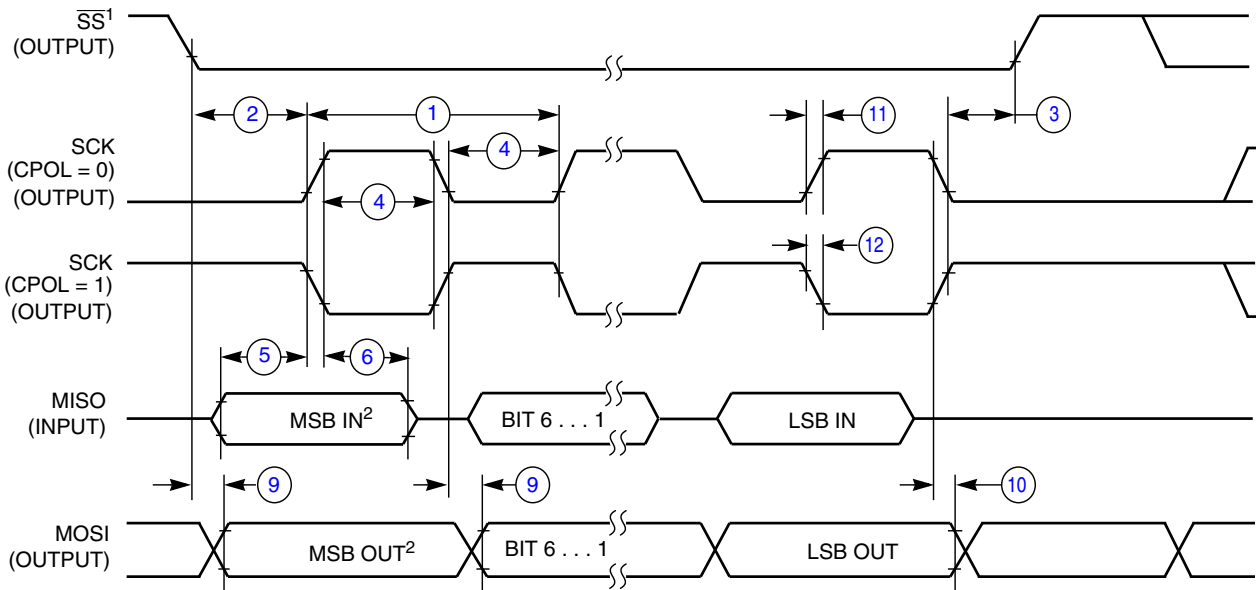 SS¹
(OUTPUT)
2
1
11
3
SCK
(CPOL = 0)
(OUTPUT)
4
4
SCK
(CPOL = 1)
(OUTPUT)
12
5
6
MISO
(INPUT)
MSB IN²
BIT 6 . . . 1
LSB IN
9
9
10
MOSI
(OUTPUT)
MSB OUT²
BIT 6 . . . 1
LSB OUT